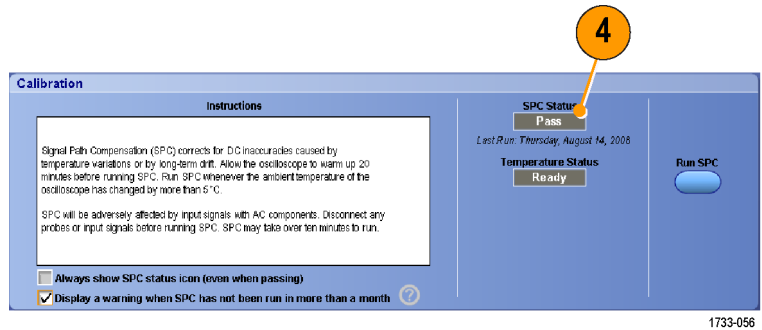 4
Calibration
Instructions
Signal Path Compensation (SPC) corrects for DC inaccuracies caused by
temperature variations or by long-term drift. Allow the oscilloscope to warm up 20
minutes before running SPC. Run SPC whenever the ambient temperature of the
oscilloscope has changed by more than 5 °C.
SPC will be adversely affected by input signals with AC components. Disconnect any
probes or input signals before running SPC. SPC may take over ten minutes to run.
Always show SPC status icon (even when passing)
Display a warning when SPC has not been run in more than a month
?
SPC Status
Pass
Last Run: Thursday, August 14, 2008
Temperature Status
Ready
Run SPC
1733-056